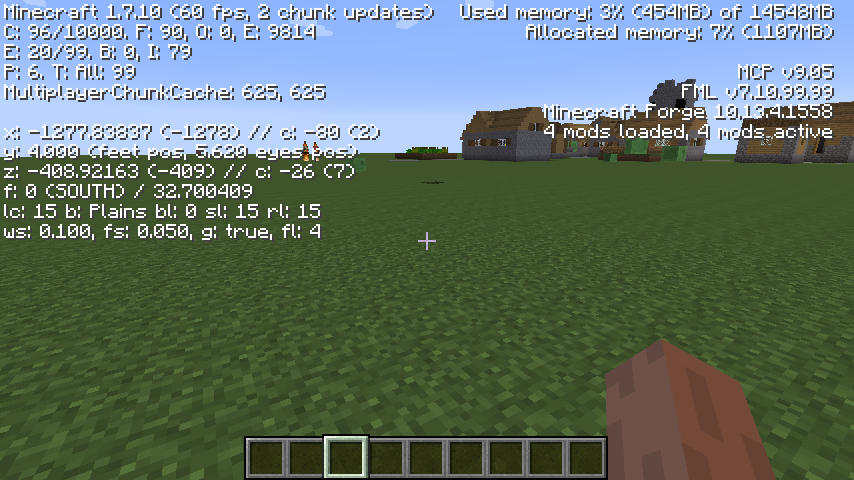 Minecraft 1.7.10 (60 fps, 2 chunk updates)
C: 96/10000, F: 90, O: 0, E: 9814
E: 20/99, B: 0, I: 79
P: 6, T: All: 99
MultiplayerChunkCache: 625, 625
x: -1277.83837 (-1278) // c: -80 (2)
y: 4.000 (feet pos, 5.620 eyes pos)
z: -408.92163 (-409) // c: -26 (7)
f: 0 (SOUTH) / 32.700409
lc: 15 b: Plains bl: 0 sl: 15 rl: 15
ws: 0.100, fs: 0.050, g: true, fl: 4
Used memory: 3% (454MB) of 14548MB
Allocated memory: 7% (1107MB)
MCP v9.05
FML v7.10.99.99
Minecraft Forge 10.13.4.1558
4 mods loaded, 4 mods active